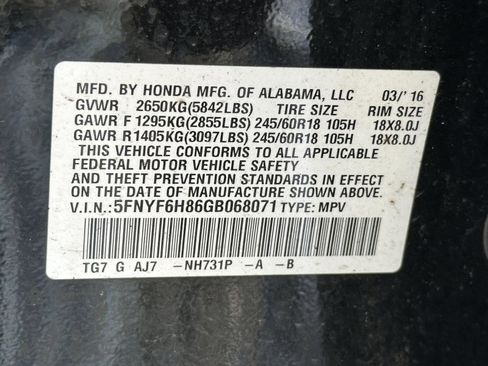 MFD. BY HONDA MFG. OF ALABAMA, LLC 03/'16
GVWR 2650KG(5842LBS) TIRE SIZE RIM SIZE
GAWR F 1295KG(2855LBS) 245/60R18 105H 18X8.0J
GAWR R1405KG(3097LBS) 245/60R18 105H 18X8.0J
THIS VEHICLE CONFORMS TO ALL APPLICABLE
FEDERAL MOTOR VEHICLE SAFETY
AND THEFT PREVENTION STANDARDS IN EFFECT
ON THE DATE OF MANUFACTURE SHOWN ABOVE.
V.I.N.: 5FNYF6H86GB068071 TYPE: MPV
TG7 G AJ7 -NH731P -A -B